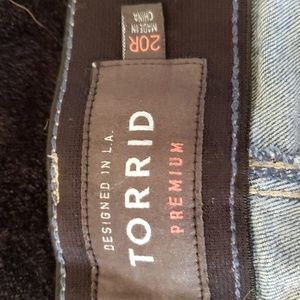 20R
MADE IN
CHINA
DESIGNED IN L.A.
TORRID
PREMIUM